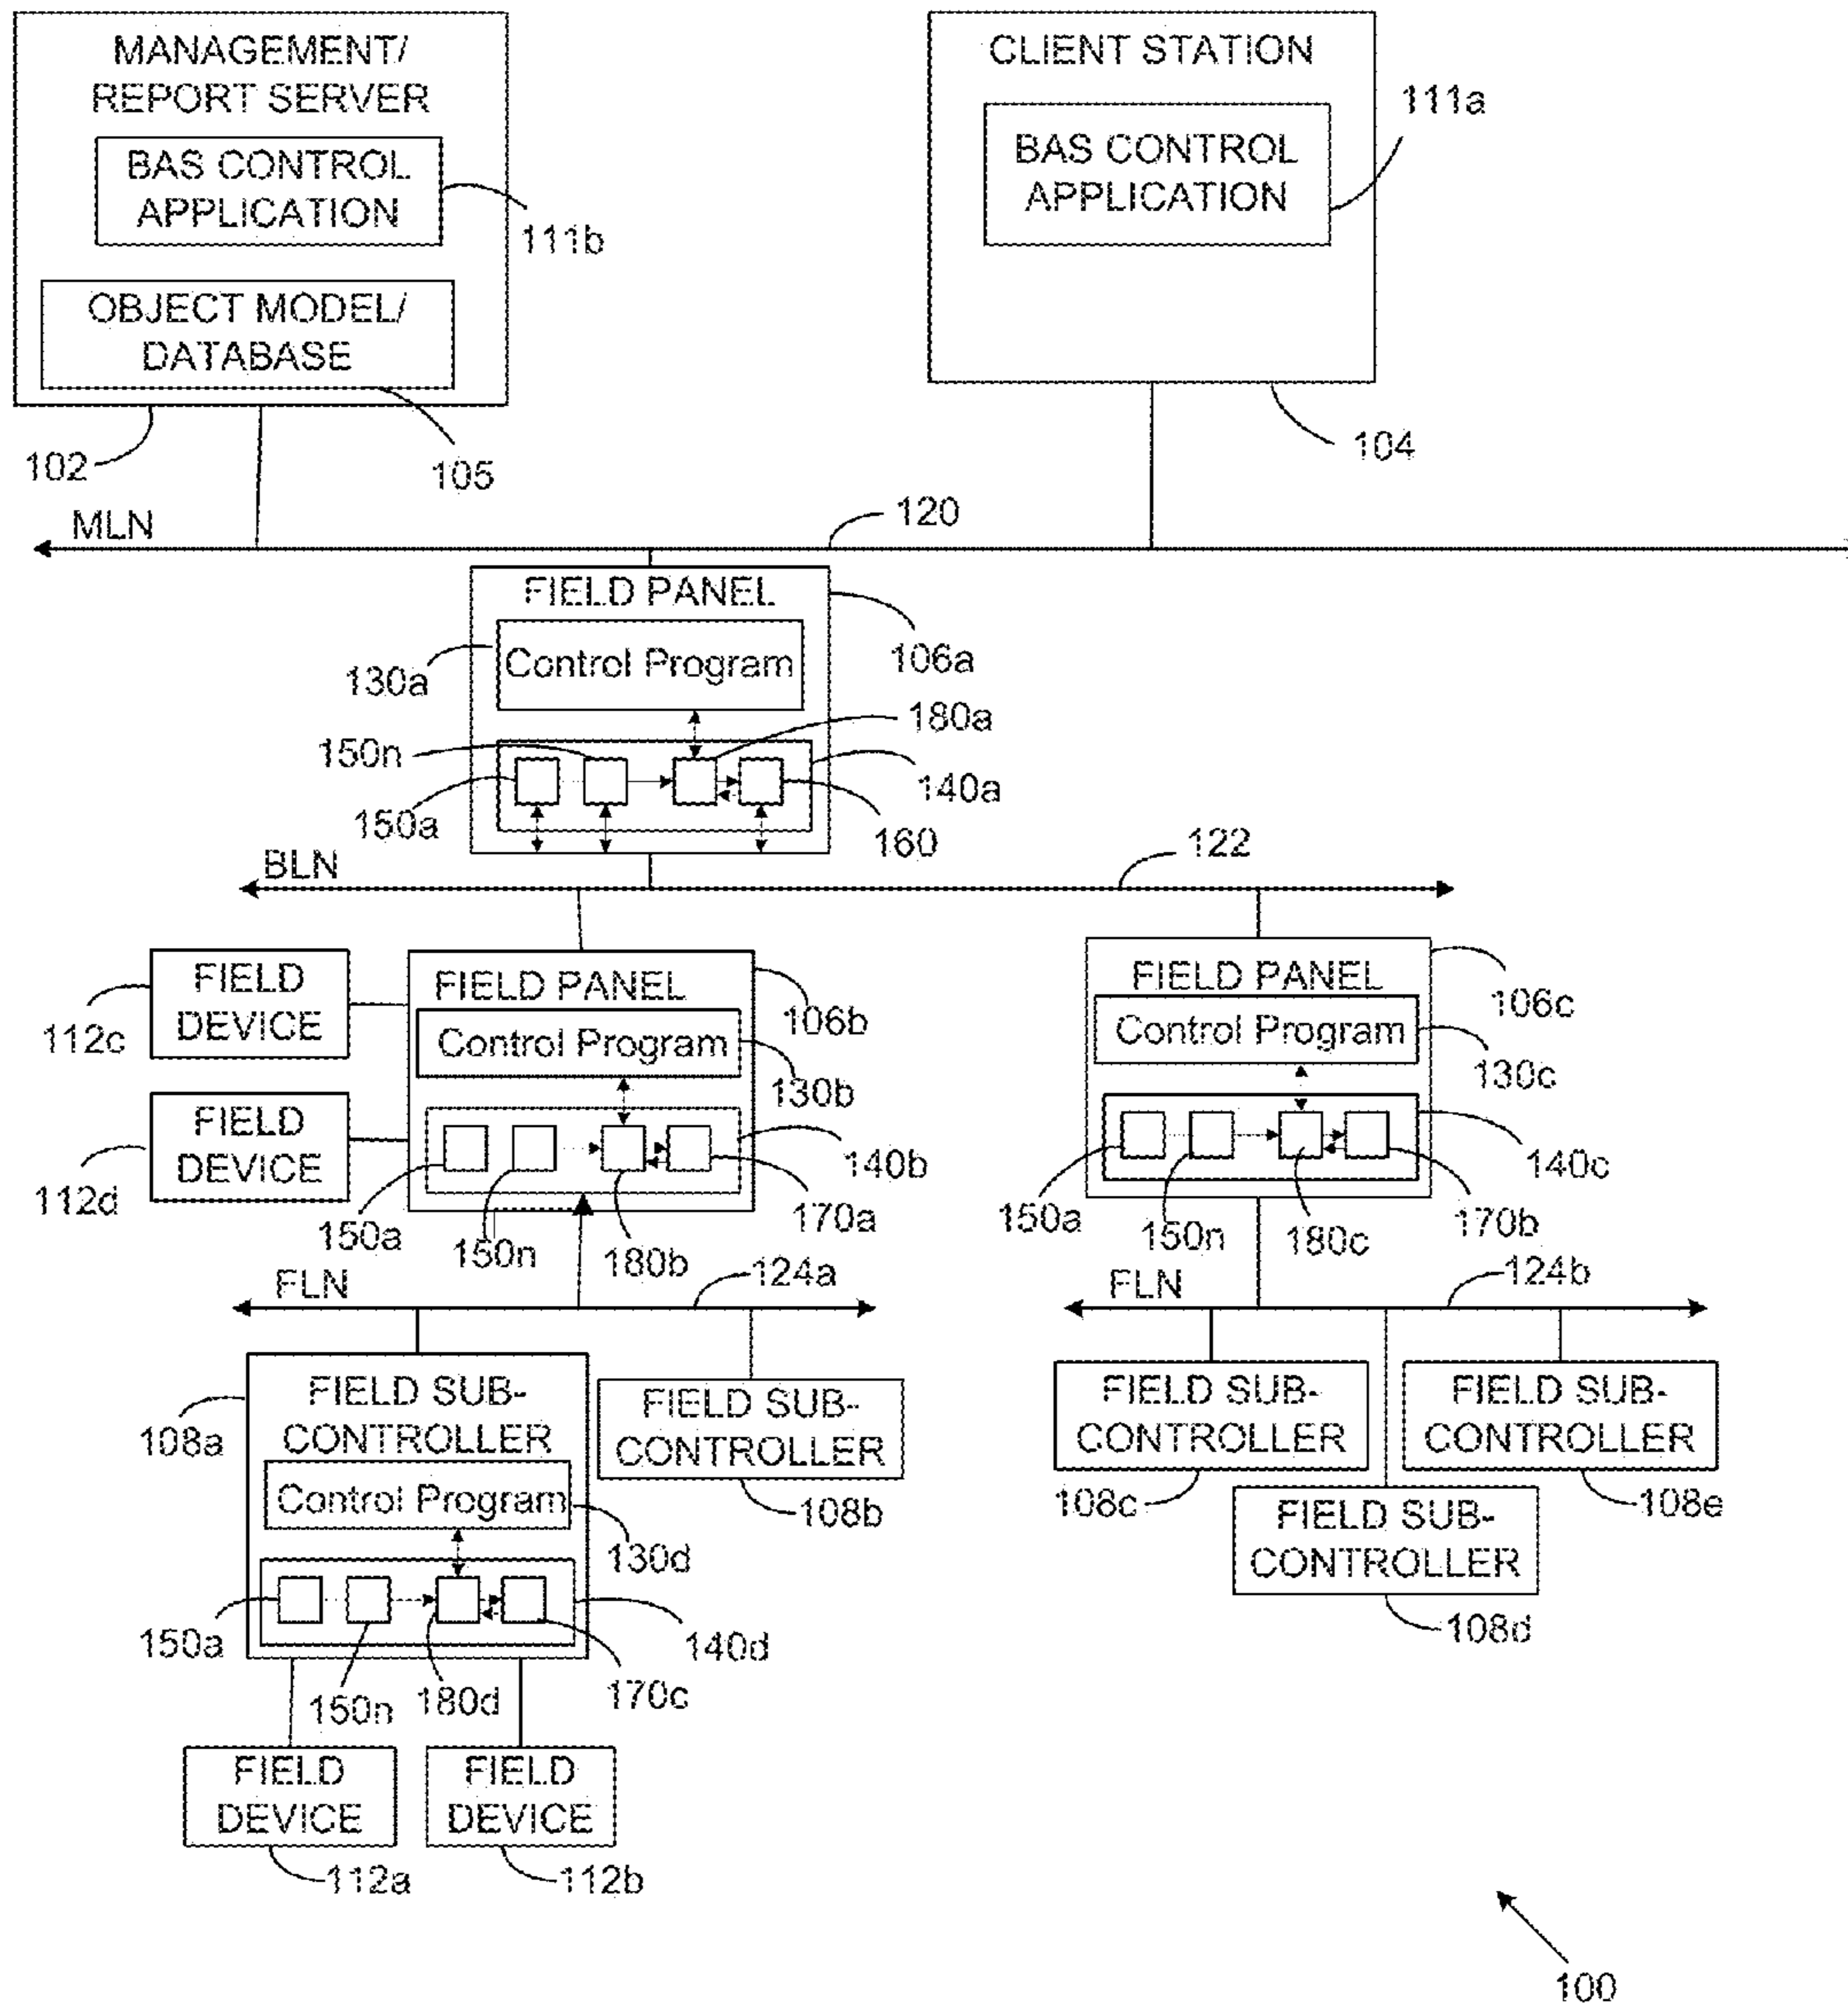 MANAGEMENT/
REPORT SERVER
BAS CONTROL
APPLICATION
111b
OBJECT MODEL/
DATABASE
102
105
CLIENT STATION
BAS CONTROL
APPLICATION
111a
104
MLN
120
FIELD PANEL
Control Program
130a
106a
180a
150n
150a
140a
160
BLN
122
FIELD
DEVICE
112c
FIELD
DEVICE
112d
FIELD PANEL
Control Program
106b
130b
140b
150a
150n
180b
170a
FIELD PANEL
Control Program
106c
130c
140c
150a
150n
180c
170b
FLN
124a
FLN
124b
FIELD SUB-
CONTROLLER
108a
Control Program
130d
150a
150n
180d
170c
140d
FIELD SUB-
CONTROLLER
108b
FIELD SUB-
CONTROLLER
108c
FIELD SUB-
CONTROLLER
108e
FIELD SUB-
CONTROLLER
108d
FIELD
DEVICE
112a
FIELD
DEVICE
112b
100